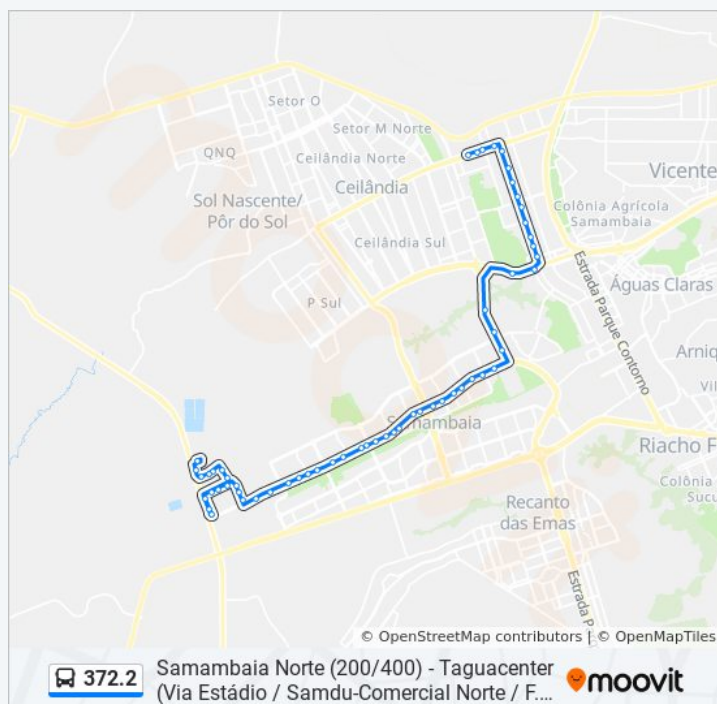 Setor O
Setor M Norte
QNQ
Ceilândia Norte
Vicente
Ceilândia
Sol Nascente/
Pôr do Sol
Colônia Agrícola
Samambaia
Ceilândia Sul
Estrada Parque Contorno
Águas Claras
P Sul
Arniq
Vil
Samambaia
Riacho F
Colônia
Sucu
Recanto
das Emas
Estrada P
© OpenStreetMap contributors | © OpenMapTiles
372.2
Samambaia Norte (200/400) - Taguacenter
(Via Estádio / Samdu-Comercial Norte / F....
moovit